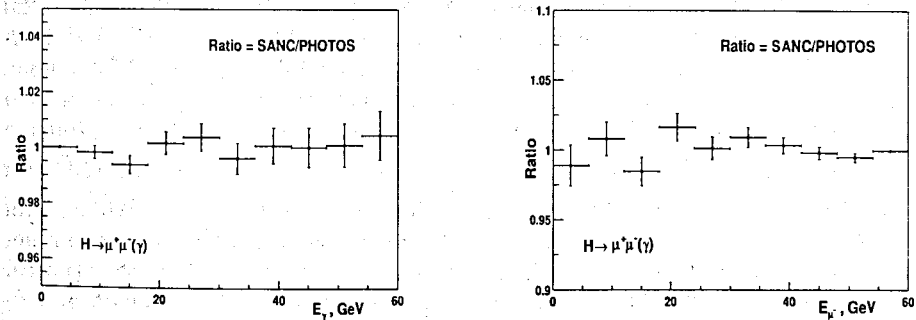 1.04
Ratio = SANC/PHOTOS
1.02
1
0.98
0.96
Ratio
H→μ⁺μ⁻(γ)
0 20 40 60
E_γ, GeV
1.1
Ratio = SANC/PHOTOS
1.05
1
0.95
0.9
Ratio
H→μ⁺μ⁻(γ)
0 20 40 60
E_μ⁻, GeV